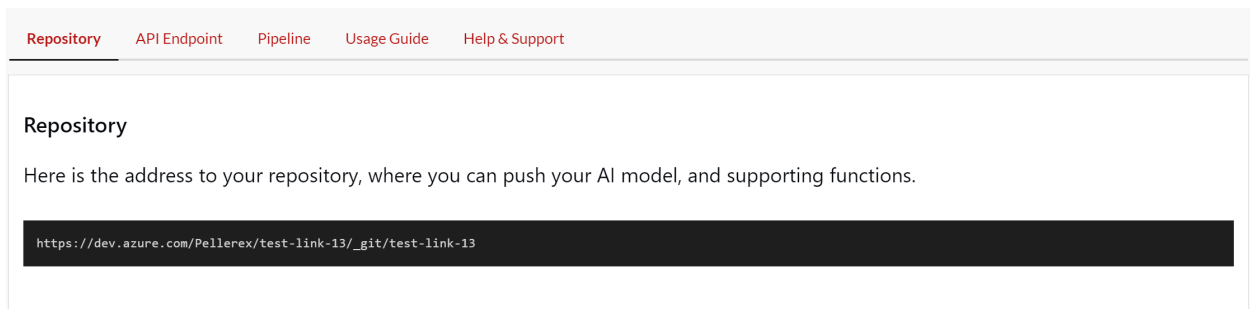 Repository API Endpoint Pipeline Usage Guide Help & Support
Repository
Here is the address to your repository, where you can push your AI model, and supporting functions.
https://dev.azure.com/Pellerex/test-link-13/_git/test-link-13